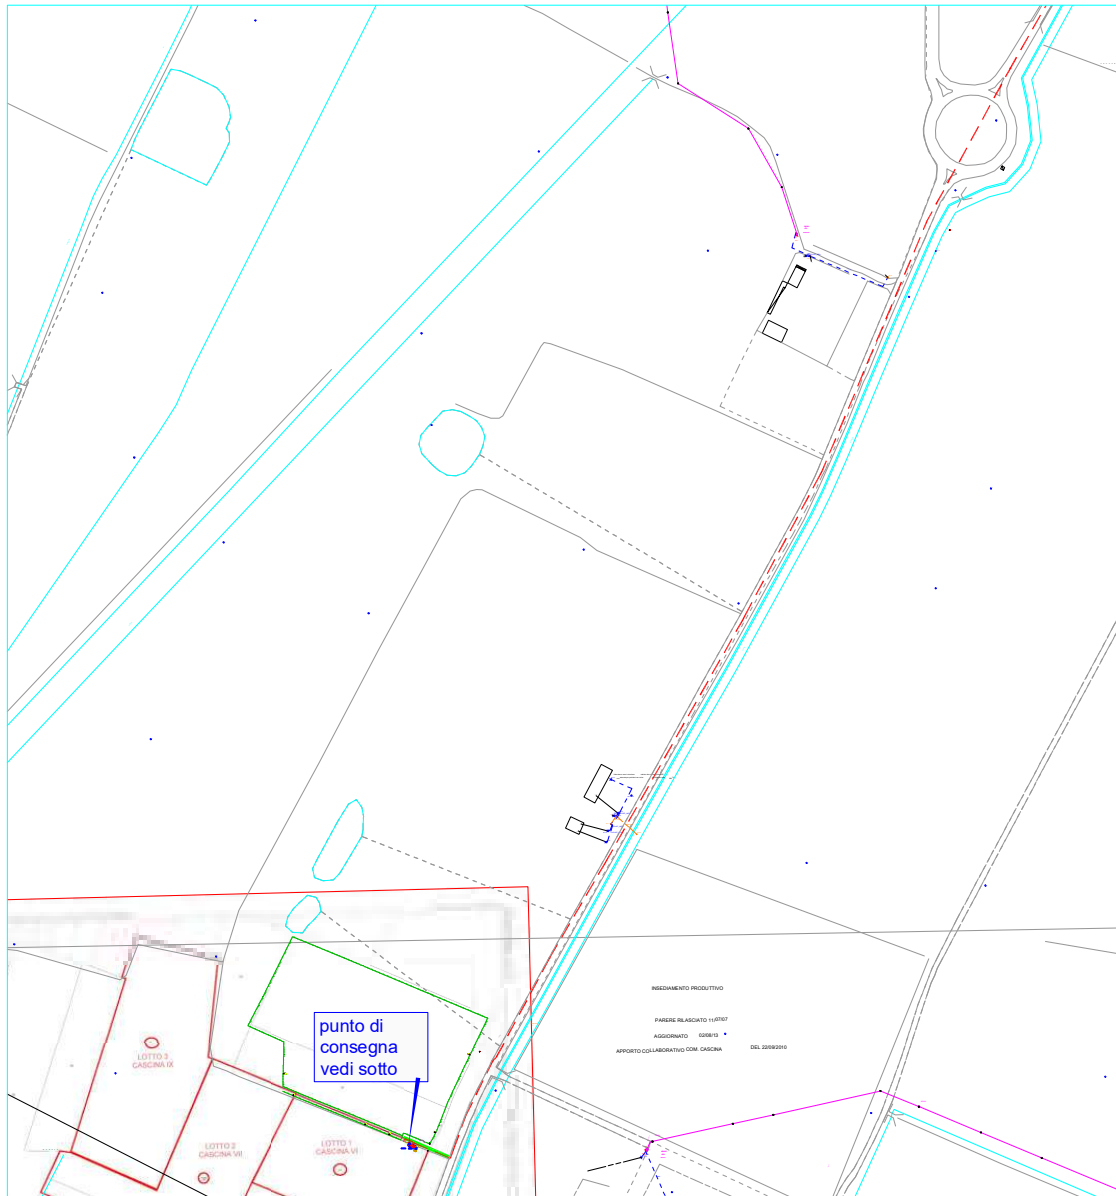 INSEDIAMENTO PRODUTTIVO
PARERE RILASCIATO 11/07/07
AGGIORNATO 02/08/13
APPORTO COLLABORATIVO COM. CASCINA DEL 22/09/2010
punto di
consegna
vedi sotto
LOTTO 3
CASCINA IX
LOTTO 2
CASCINA VII
LOTTO 1
CASCINA VI